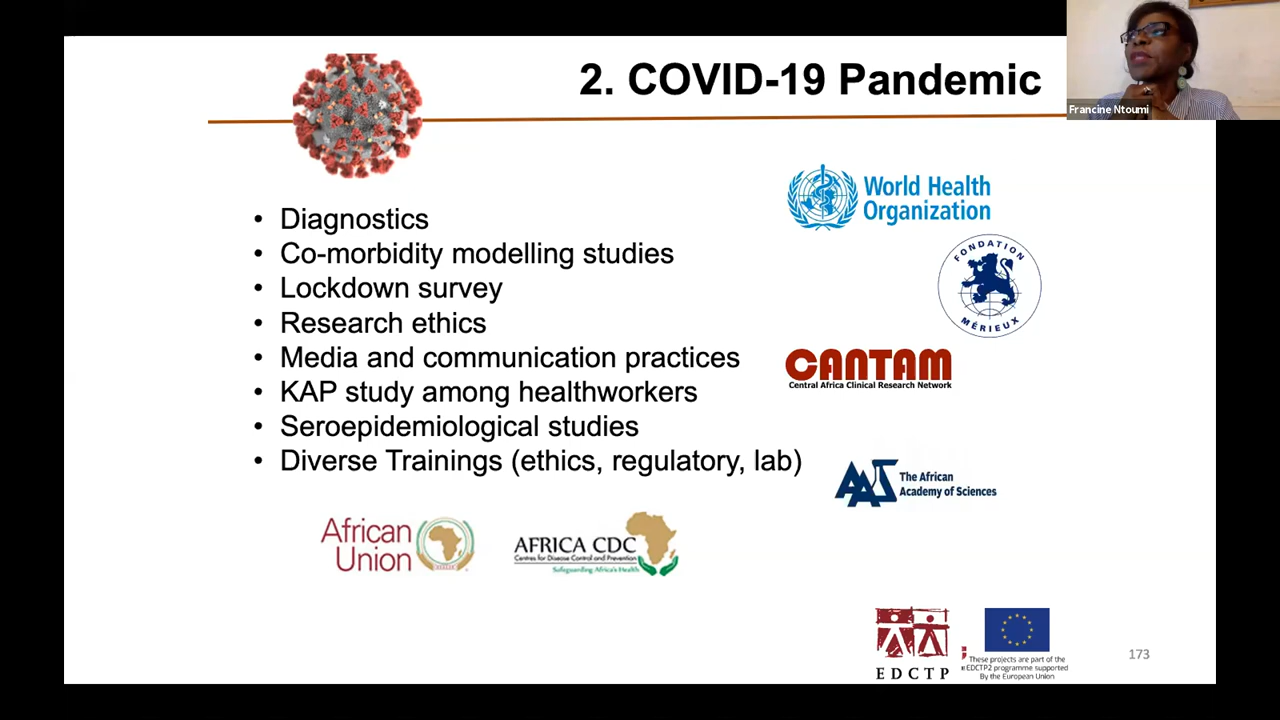 2. COVID-19 Pandemic
Francine Ntoumi
World Health
Organization
• Diagnostics
• Co-morbidity modelling studies
• Lockdown survey
• Research ethics
• Media and communication practices
• KAP study among healthworkers
• Seroepidemiological studies
• Diverse Trainings (ethics, regulatory, lab)
FONDATION
MÉRIEUX
CANTAM
Central Africa Clinical Research Network
AAS
The African
Academy of Sciences
African
Union
AFRICA CDC
Centres for Disease Control and Prevention
Safeguarding Africa's Health
EDCTP
These projects are part of the
EDCTP2 programme supported
By the European Union
173